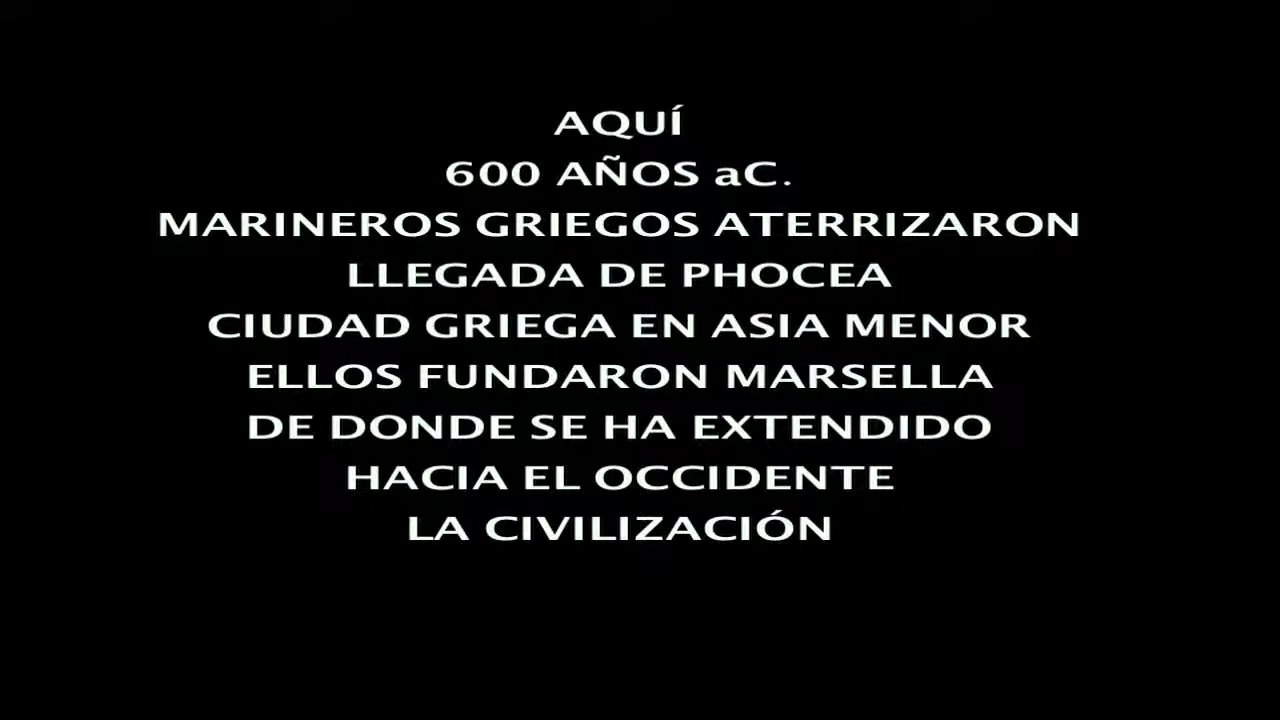 AQUÍ
600 AÑOS aC.
MARINEROS GRIEGOS ATERRIZARON
LLEGADA DE PHOCEA
CIUDAD GRIEGA EN ASIA MENOR
ELLOS FUNDARON MARSELLA
DE DONDE SE HA EXTENDIDO
HACIA EL OCCIDENTE
LA CIVILIZACIÓN